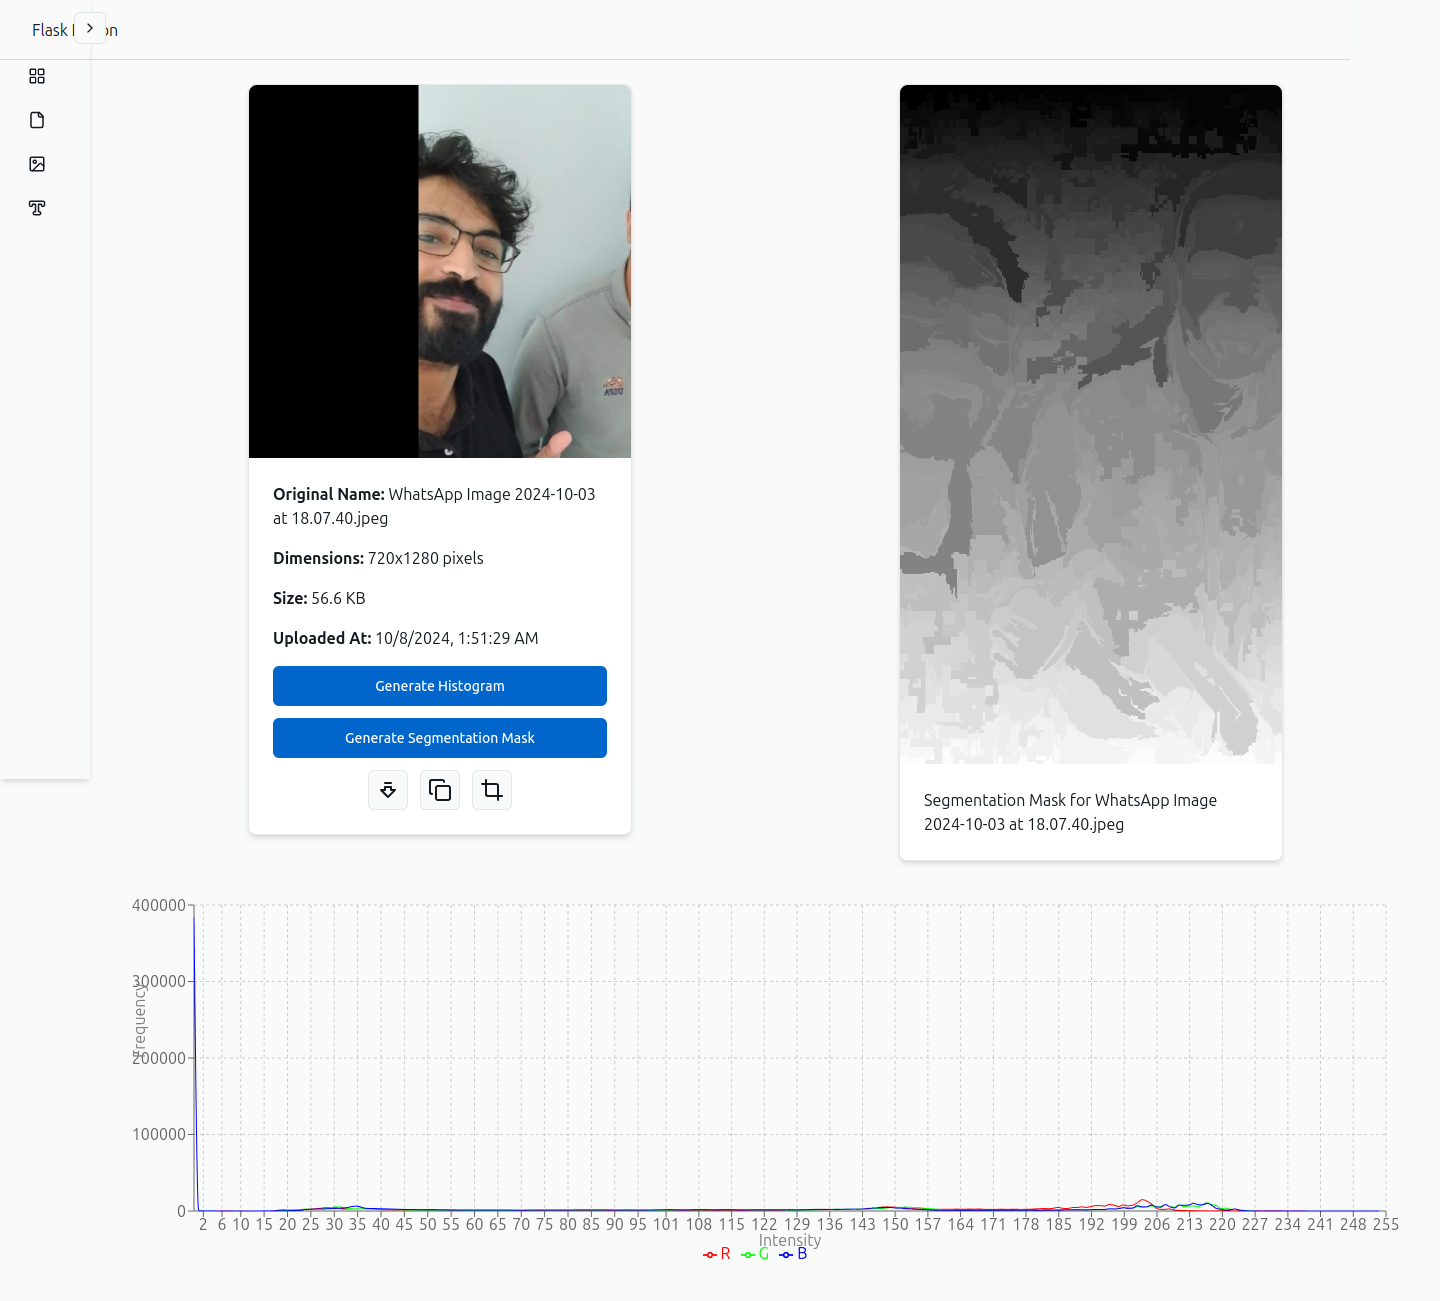 Flask
Original Name: WhatsApp Image 2024-10-03
at 18.07.40.jpeg
Dimensions: 720x1280 pixels
Size: 56.6 KB
Uploaded At: 10/8/2024, 1:51:29 AM
Generate Histogram
Generate Segmentation Mask
Segmentation Mask for WhatsApp Image
2024-10-03 at 18.07.40.jpeg
400000
300000
Frequency
200000
100000
0
2 6 10 15 20 25 30 35 40 45 50 55 60 65 70 75 80 85 90 95 101 108 115 122 129 136 143 150 157 164 171 178 185 192 199 206 213 220 227 234 241 248 255
Intensity
R G B